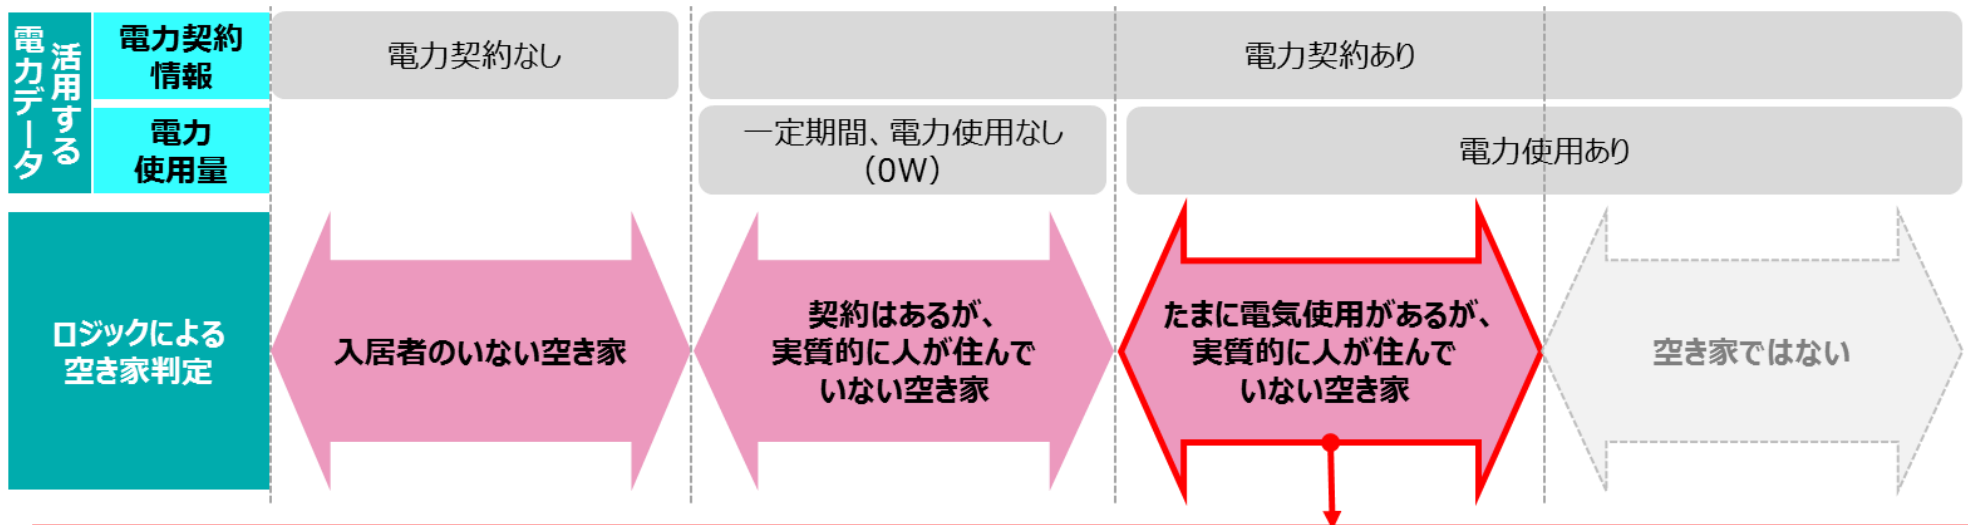 活用する
電力データ
電力契約
情報
電力契約なし
電力契約あり
電力
使用量
一定期間、電力使用なし
（0W）
電力使用あり
ロジックによる
空き家判定
入居者のいない空き家
契約はあるが、
実質的に人が住んで
いない空き家
たまに電気使用があるが、
実質的に人が住んで
いない空き家
空き家ではない